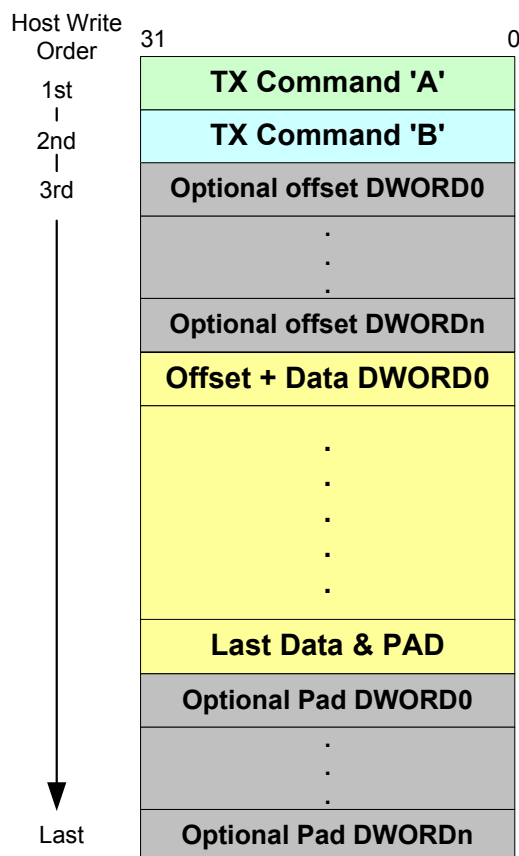 Host Write
Order
31 0
1st
TX Command 'A'
2nd
TX Command 'B'
3rd
Optional offset DWORD0
.
.
.
Optional offset DWORDn
Offset + Data DWORD0
.
.
.
.
.
Last Data & PAD
Optional Pad DWORD0
.
.
.
Last
Optional Pad DWORDn